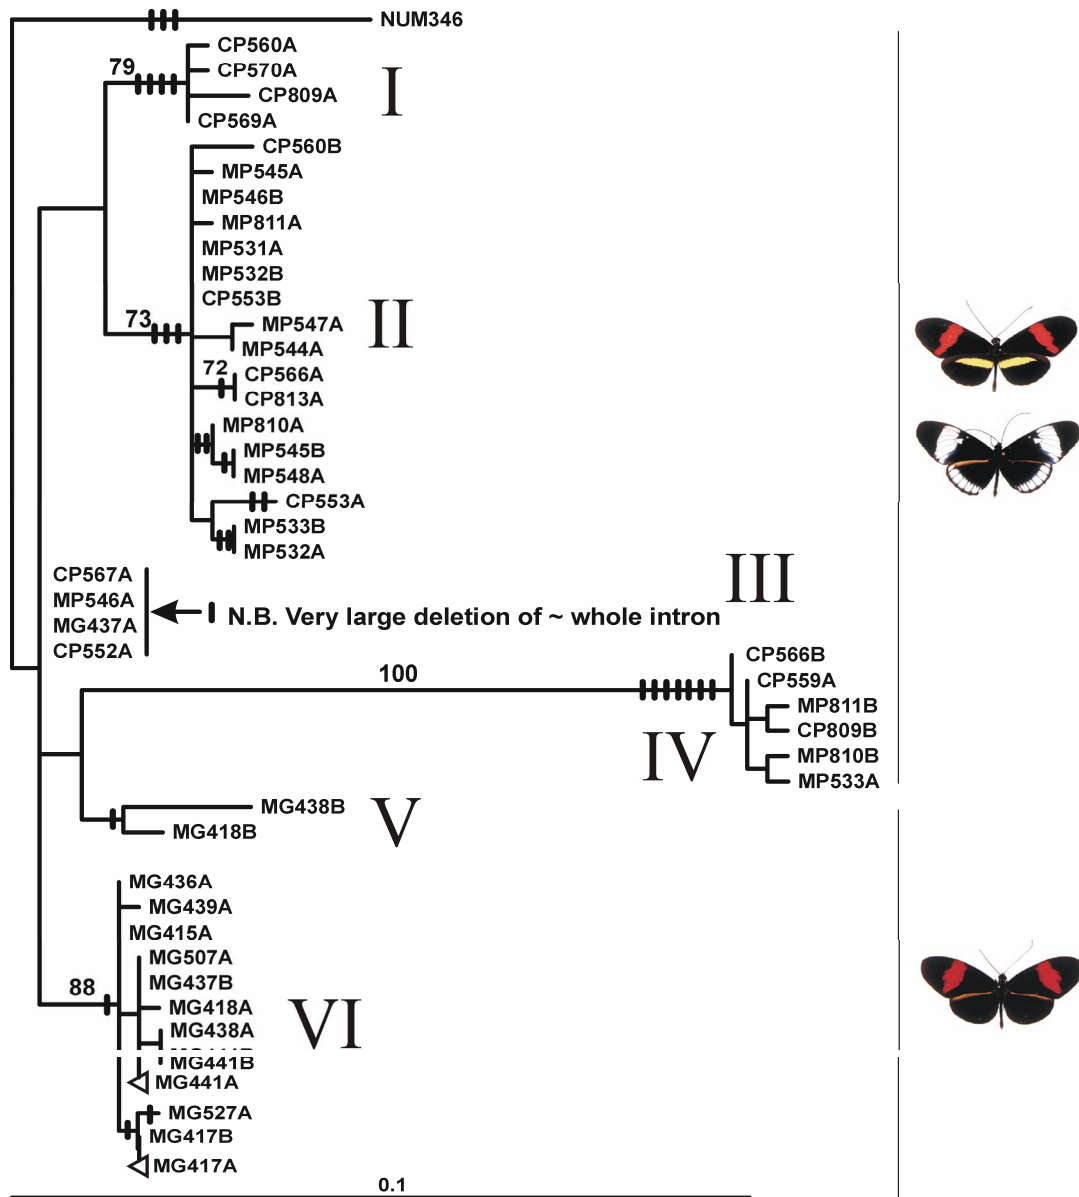 NUM346
CP560A
79
CP570A
I
CP809A
CP569A
CP560B
MP545A
MP546B
MP811A
MP531A
MP532B
CP553B
73
II
MP547A
MP544A
72
CP566A
CP813A
MP810A
MP545B
MP548A
CP553A
MP533B
MP532A
III
CP567A
MP546A
N.B. Very large deletion of ~ whole intron
MG437A
CP552A
CP566B
100
CP559A
MP811B
CP809B
IV
MP810B
MP533A
MG438B
V
MG418B
MG436A
MG439A
MG415A
MG507A
MG437B
88
MG418A
VI
MG438A
MG441B
MG441A
MG527A
MG417B
MG417A
0.1